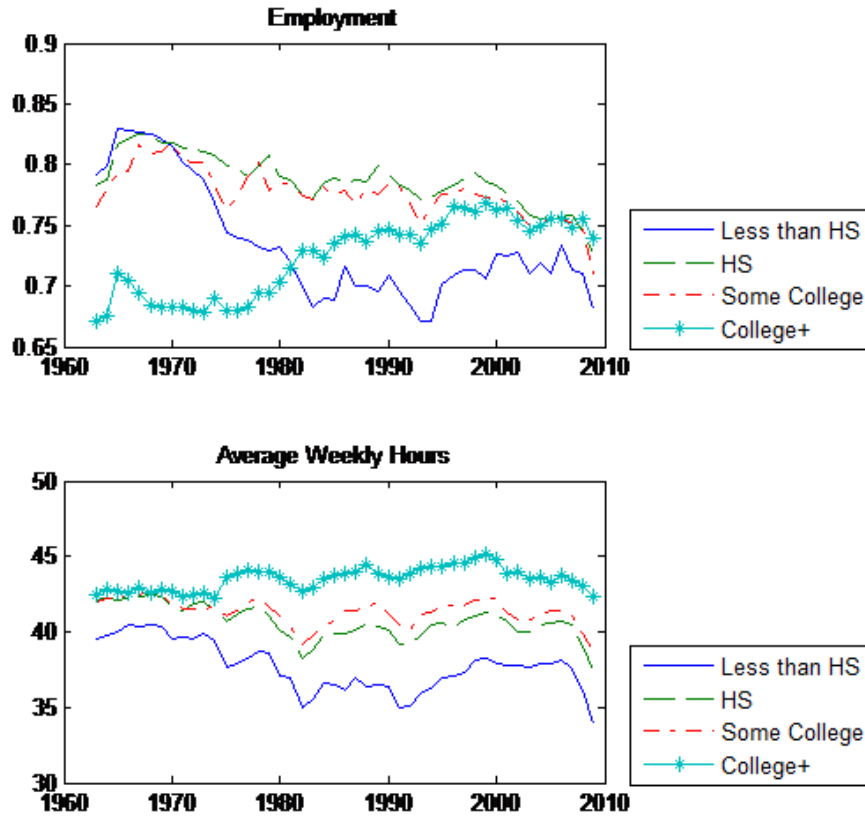 Employment
0.9
0.85
0.8
0.75
0.7
0.65
1960 1970 1980 1990 2000 2010
Less than HS
HS
Some College
College+
Average Weekly Hours
50
45
40
35
30
1960 1970 1980 1990 2000 2010
Less than HS
HS
Some College
College+